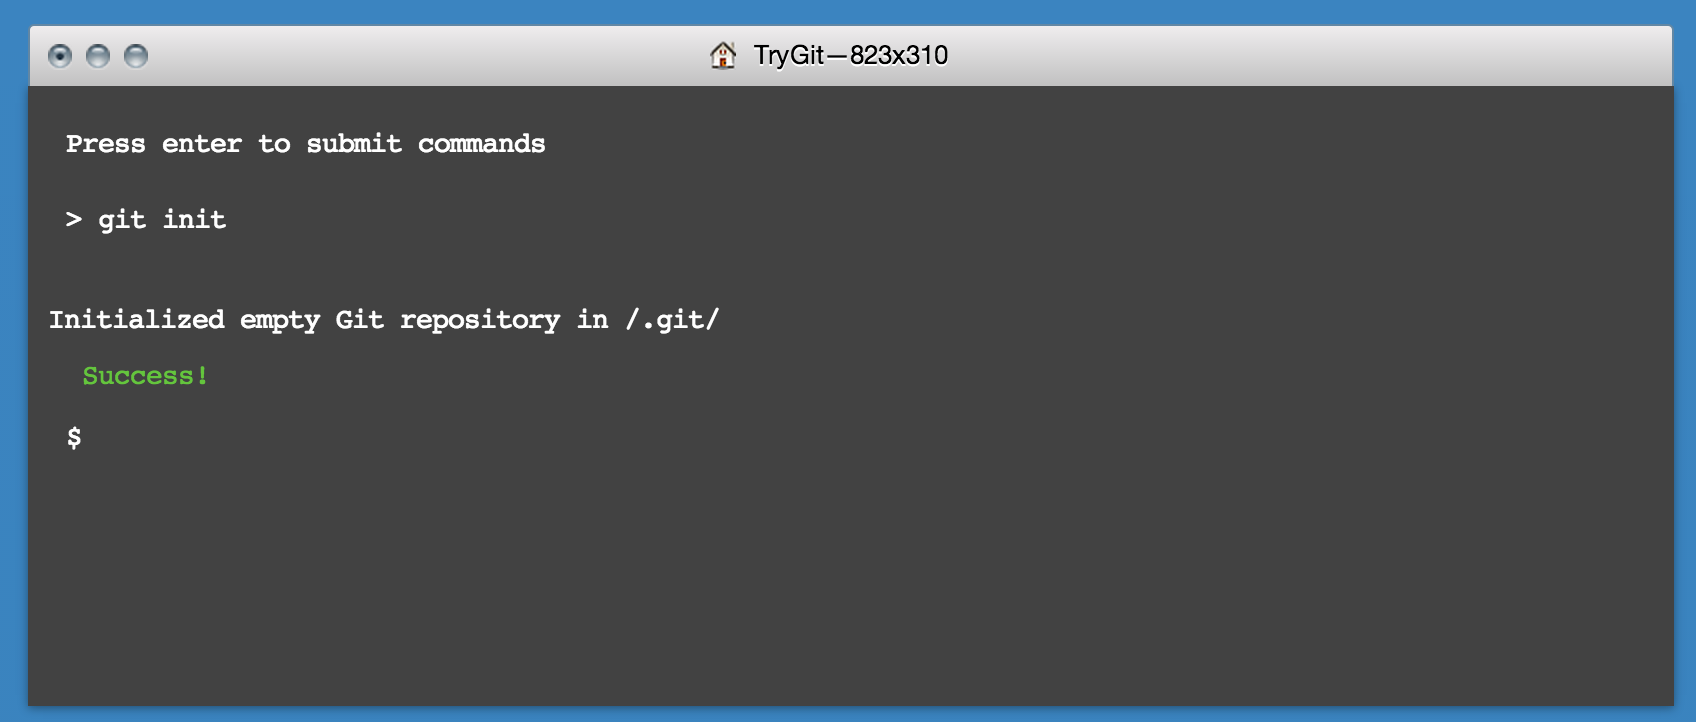 TryGit—823x310
Press enter to submit commands
> git init
Initialized empty Git repository in /.git/
Success!
$